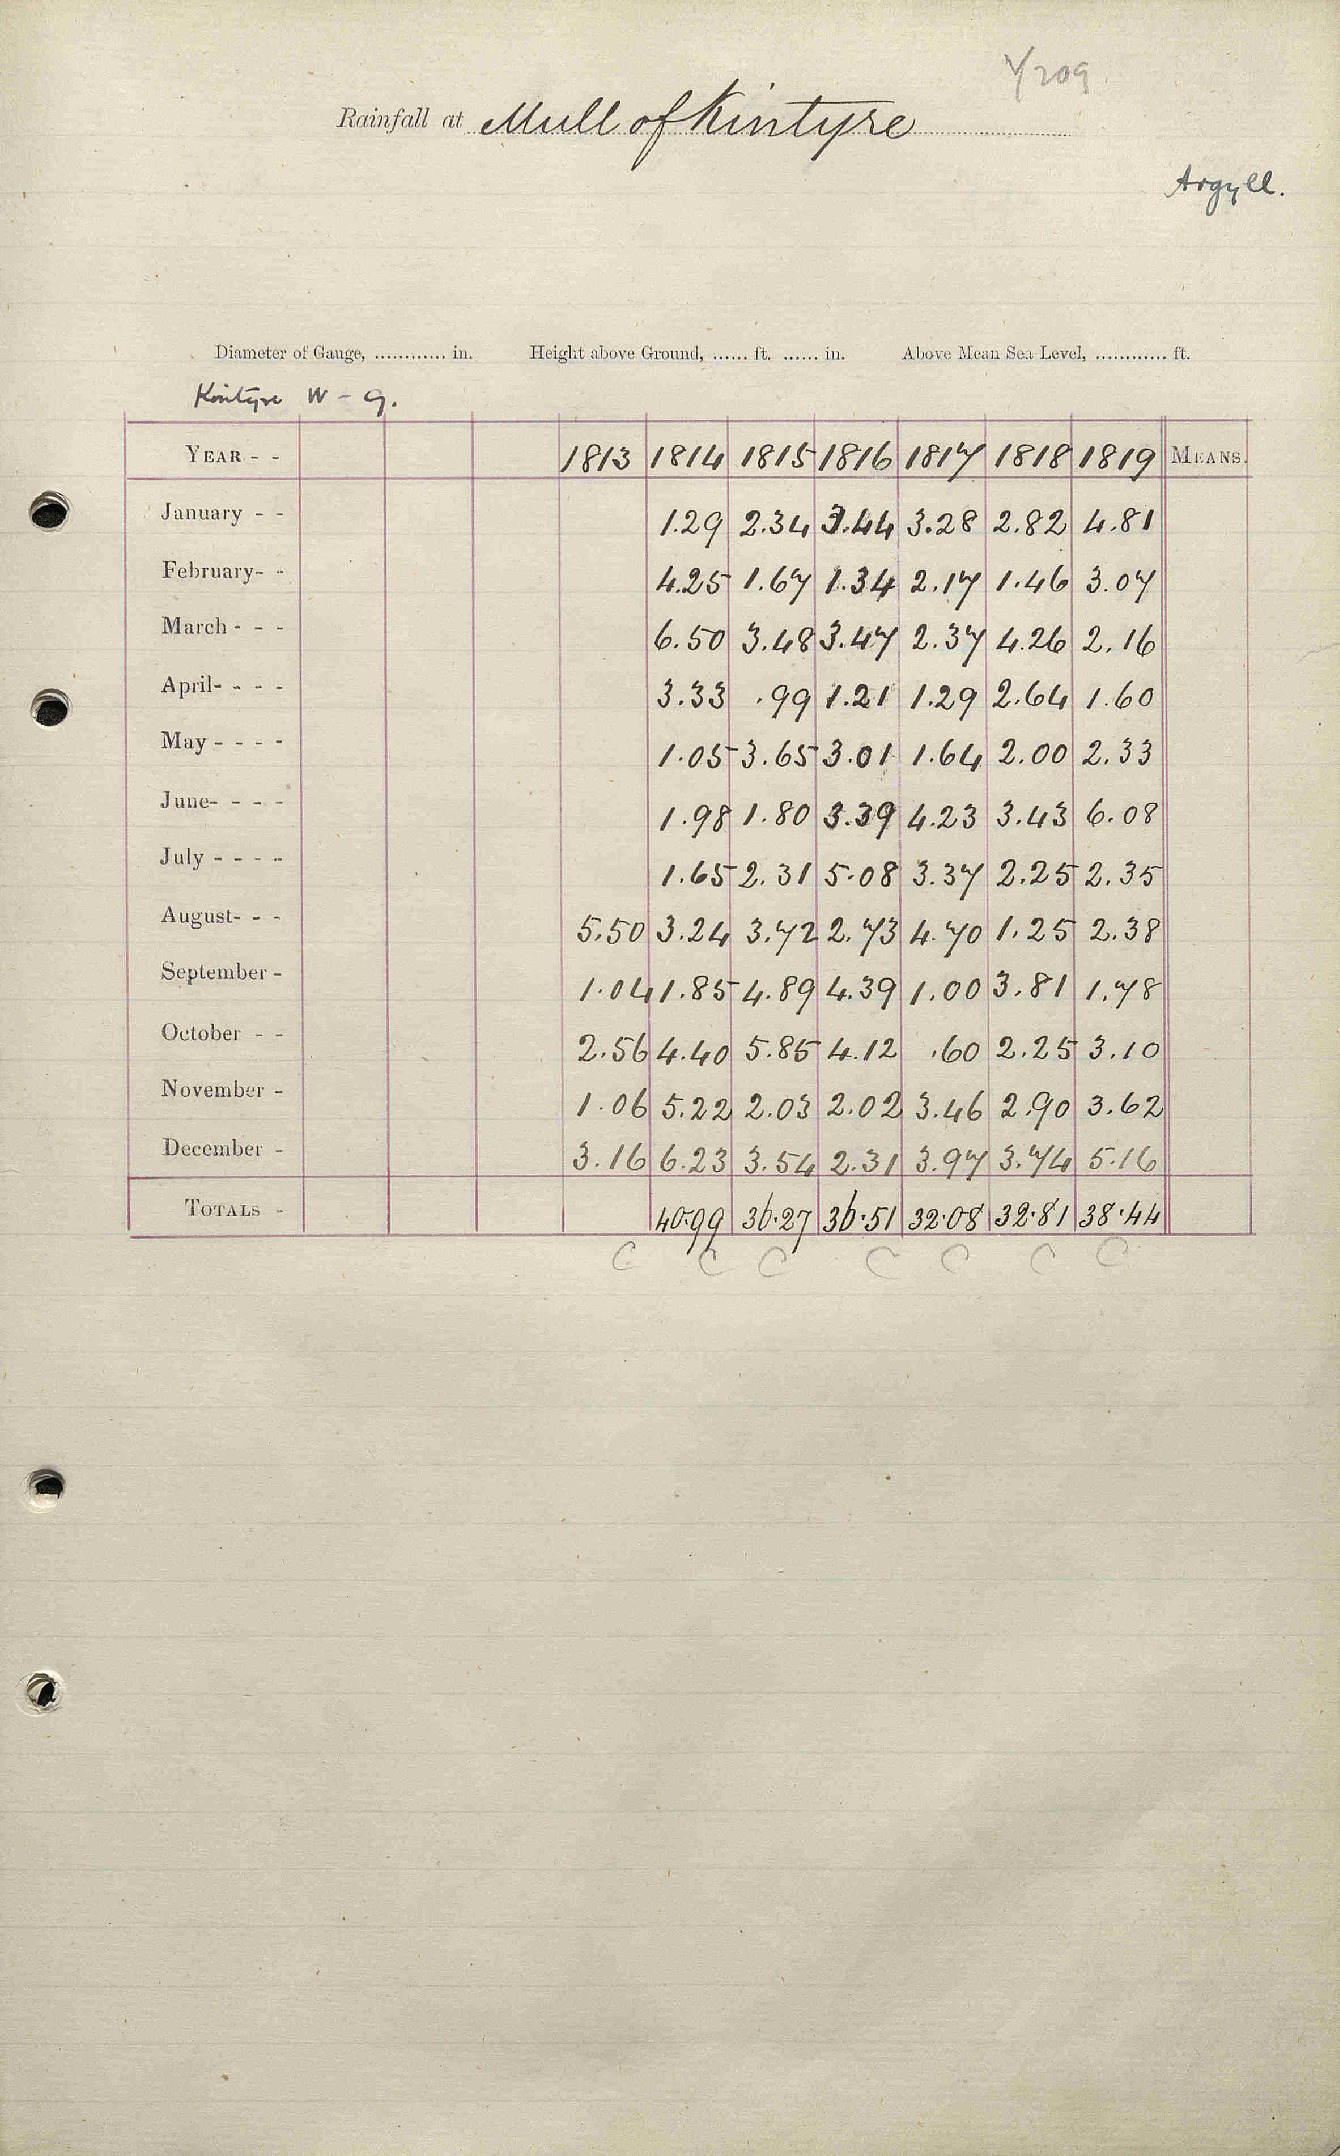 Y/209
Rainfall at Mull of Kintyre
Argyll.
Diameter of Gauge, ............ in. Height above Ground, ...... ft. ...... in. Above Mean Sea Level, ............ ft.
Kintyre W - g.
YEAR - - 1813 1814 1815 1816 1817 1818 1819 MEANS.
January - - 1.29 2.34 3.44 3.28 2.82 4.81
February- - 4.25 1.67 1.34 2.17 1.46 3.07
March - - - 6.50 3.48 3.47 2.37 4.26 2.16
April- - - - 3.33 .99 1.21 1.29 2.64 1.60
May - - - - 1.05 3.65 3.01 1.64 2.00 2.33
June- - - - 1.98 1.80 3.39 4.23 3.43 6.08
July - - - - 1.65 2.31 5.08 3.37 2.25 2.35
August- - - 5.50 3.24 3.72 2.73 4.70 1.25 2.38
September - 1.04 1.85 4.89 4.39 1.00 3.81 1.78
October - - 2.56 4.40 5.85 4.12 .60 2.25 3.10
November - 1.06 5.22 2.03 2.02 3.46 2.90 3.62
December - 3.16 6.23 3.54 2.31 3.97 3.74 5.16
TOTALS - 40.99 36.27 36.51 32.08 32.81 38.44
C C C C C C C